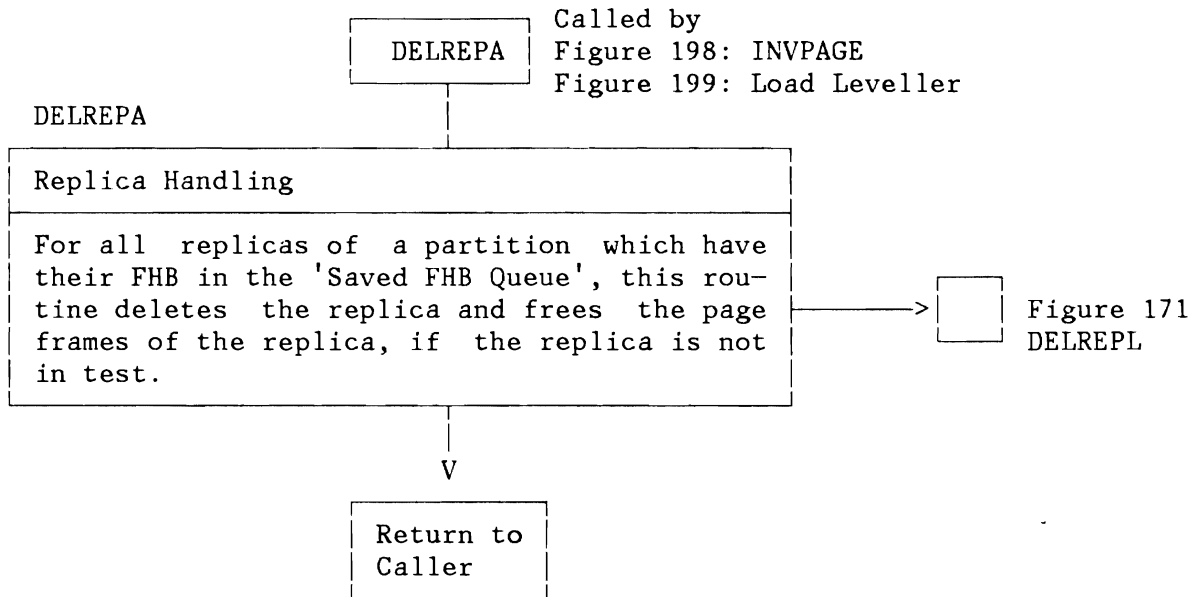 DELREPA
Called by
Figure 198: INVPAGE
Figure 199: Load Leveller
DELREPA
Replica Handling
For all replicas of a partition which have
their FHB in the 'Saved FHB Queue', this rou-
tine deletes the replica and frees the page
frames of the replica, if the replica is not
in test.
Figure 171
DELREPL
V
Return to
Caller